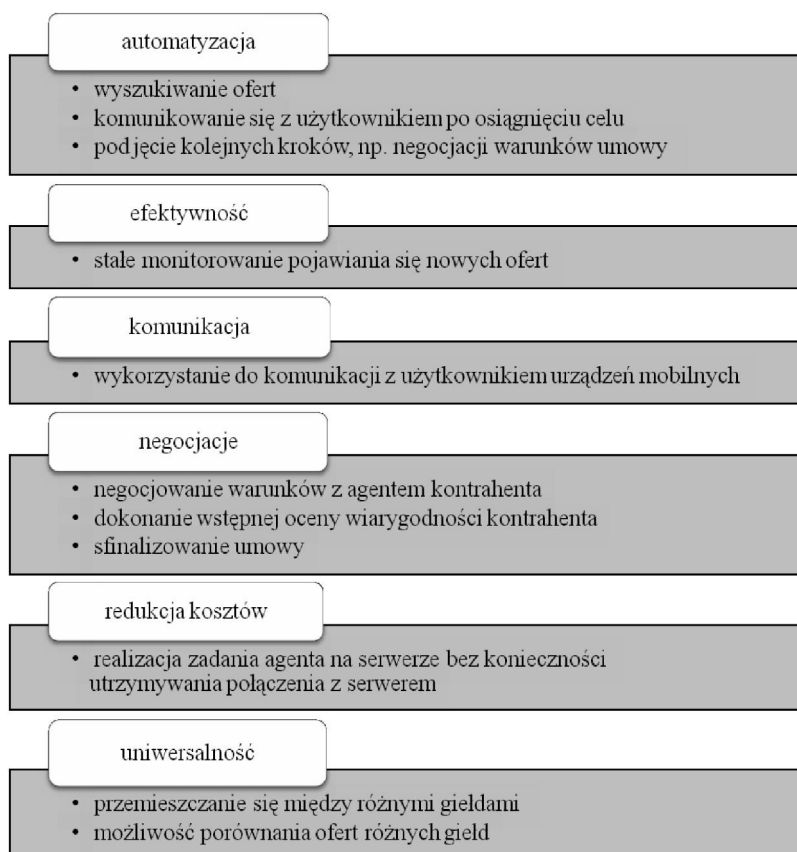 automatyzacja
• wyszukiwanie ofert
• komunikowanie się z użytkownikiem po osiągnięciu celu
• podjęcie kolejnych kroków, np. negocjacji warunków umowy
efektywność
• stałe monitorowanie pojawiania się nowych ofert
komunikacja
• wykorzystanie do komunikacji z użytkownikiem urządzeń mobilnych
negocjacje
• negocjowanie warunków z agentem kontrahenta
• dokonanie wstępnej oceny wiarygodności kontrahenta
• sfinalizowanie umowy
redukcja kosztów
• realizacja zadania agenta na serwerze bez konieczności
utrzymywania połączenia z serwerem
uniwersalność
• przemieszczanie się między różnymi giełdami
• możliwość porównania ofert różnych giełd